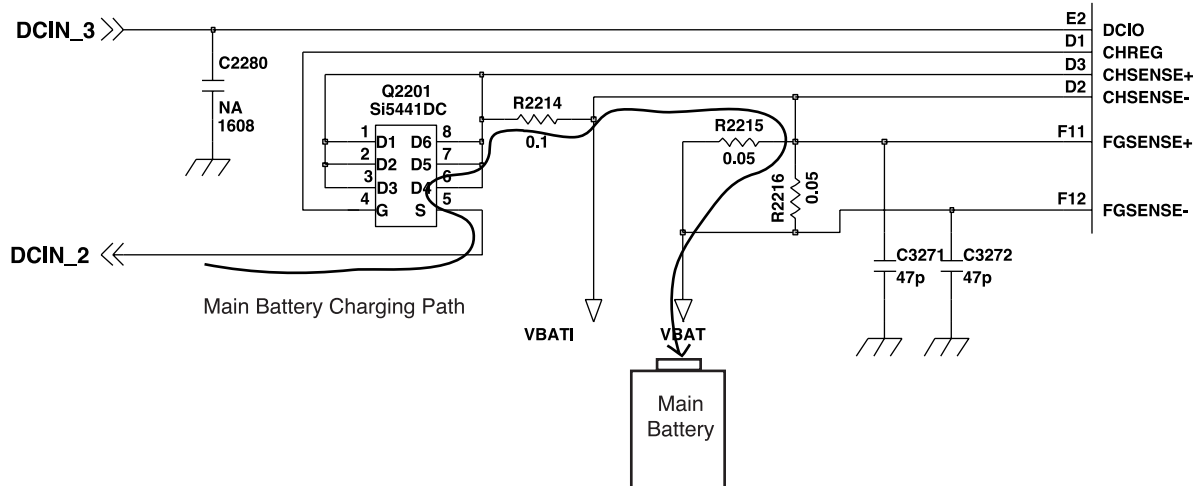 DCIN_3
E2
DCIO
D1
CHREG
C2280
D3
CHSENSE+
Q2201
Si5441DC
R2214
D2
CHSENSE-
NA
1608
0.1
R2215
0.05
F11
FGSENSE+
1 D1 D6 8
2 D2 D5 7
3 D3 D4 6
4 G S 5
R2216
0.05
F12
FGSENSE-
DCIN_2
C3271
47p
C3272
47p
Main Battery Charging Path
VBATI
VBAT
Main
Battery